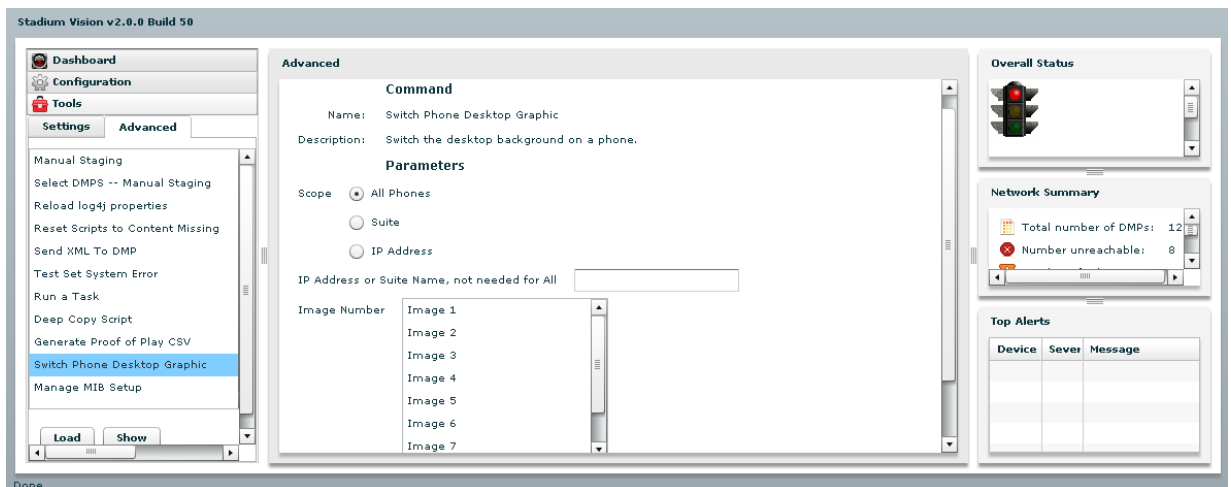 Stadium Vision v2.0.0 Build 50
Dashboard
Configuration
Tools
Settings
Advanced
Manual Staging
Select DMPS -- Manual Staging
Reload log4j properties
Reset Scripts to Content Missing
Send XML To DMP
Test Set System Error
Run a Task
Deep Copy Script
Generate Proof of Play CSV
Switch Phone Desktop Graphic
Manage MIB Setup
Load
Show
Advanced
Command
Name: Switch Phone Desktop Graphic
Description: Switch the desktop background on a phone.
Parameters
Scope
All Phones
Suite
IP Address
IP Address or Suite Name, not needed for All
Image Number
Image 1
Image 2
Image 3
Image 4
Image 5
Image 6
Image 7
Overall Status
Network Summary
Total number of DMPs: 12
Number unreachable: 8
Top Alerts
Device Sever Message
Done